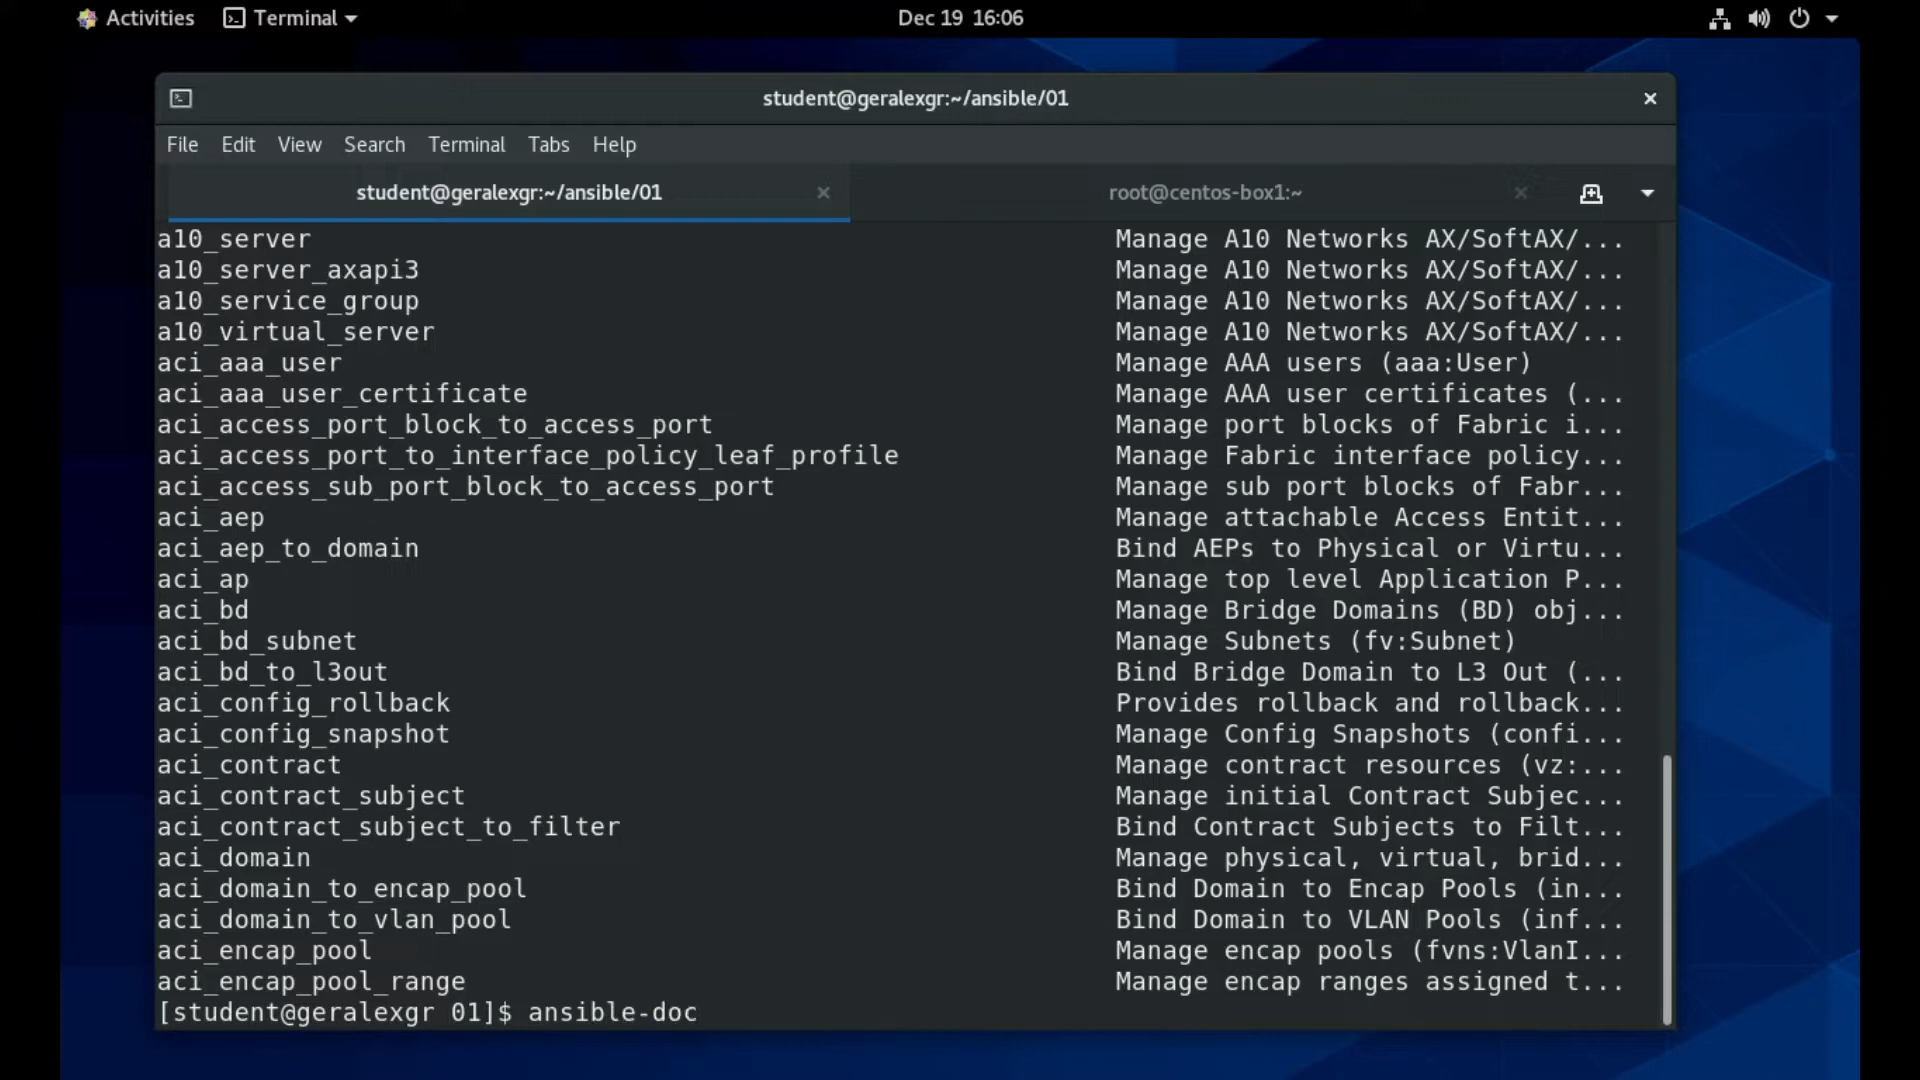 Activities Terminal Dec 19 16:06
student@geralexgr:~/ansible/01
File Edit View Search Terminal Tabs Help
student@geralexgr:~/ansible/01 root@centos-box1:~
a10_server Manage A10 Networks AX/SoftAX/...
a10_server_axapi3 Manage A10 Networks AX/SoftAX/...
a10_service_group Manage A10 Networks AX/SoftAX/...
a10_virtual_server Manage A10 Networks AX/SoftAX/...
aci_aaa_user Manage AAA users (aaa:User)
aci_aaa_user_certificate Manage AAA user certificates (...
aci_access_port_block_to_access_port Manage port blocks of Fabric i...
aci_access_port_to_interface_policy_leaf_profile Manage Fabric interface policy...
aci_access_sub_port_block_to_access_port Manage sub port blocks of Fabr...
aci_aep Manage attachable Access Entit...
aci_aep_to_domain Bind AEPs to Physical or Virtu...
aci_ap Manage top level Application P...
aci_bd Manage Bridge Domains (BD) obj...
aci_bd_subnet Manage Subnets (fv:Subnet)
aci_bd_to_l3out Bind Bridge Domain to L3 Out (...
aci_config_rollback Provides rollback and rollback...
aci_config_snapshot Manage Config Snapshots (confi...
aci_contract Manage contract resources (vz:...
aci_contract_subject Manage initial Contract Subjec...
aci_contract_subject_to_filter Bind Contract Subjects to Filt...
aci_domain Manage physical, virtual, brid...
aci_domain_to_encap_pool Bind Domain to Encap Pools (in...
aci_domain_to_vlan_pool Bind Domain to VLAN Pools (inf...
aci_encap_pool Manage encap pools (fvns:VlanI...
aci_encap_pool_range Manage encap ranges assigned t...
[student@geralexgr 01]$ ansible-doc